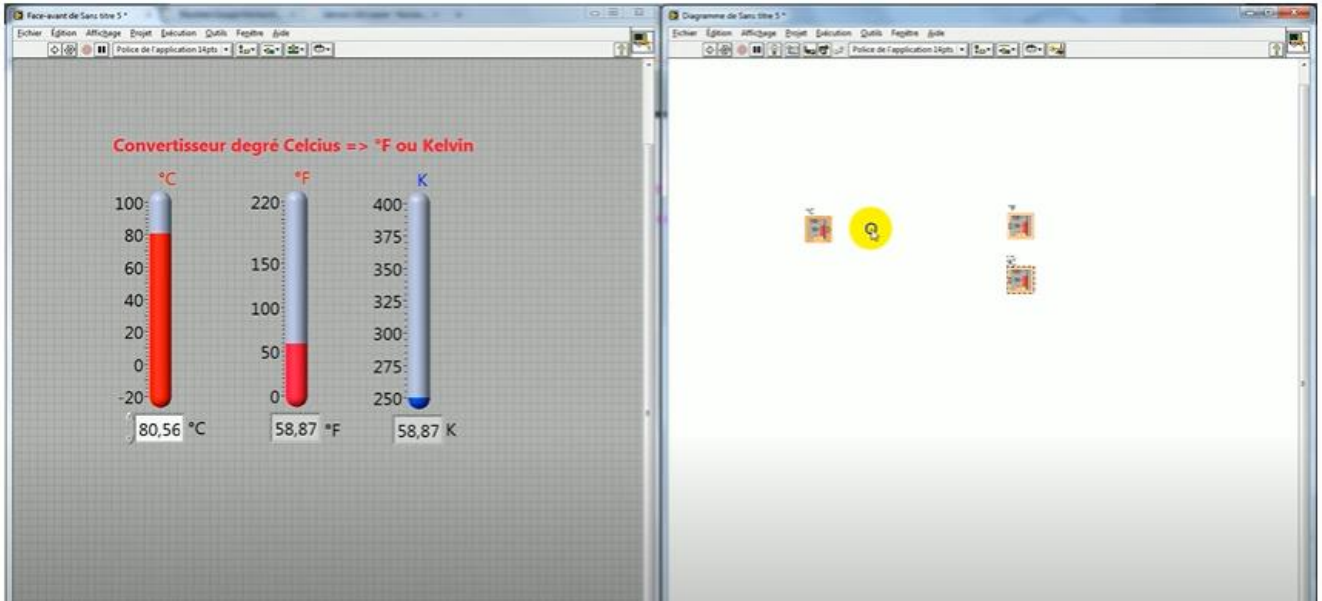 Face-avant de Sans titre 5 *
Fichier Édition Affichage Projet Exécution Outils Fenêtre Aide
Police de l'application 14pts
Convertisseur degré Celcius => °F ou Kelvin
°C
100
80
60
40
20
0
-20
80,56 °C
°F
220
150
100
50
0
58,87 °F
K
400
375
350
325
300
275
250
58,87 K
Diagramme de Sans titre 5 *
Fichier Édition Affichage Projet Exécution Outils Fenêtre Aide
Police de l'application 14pts